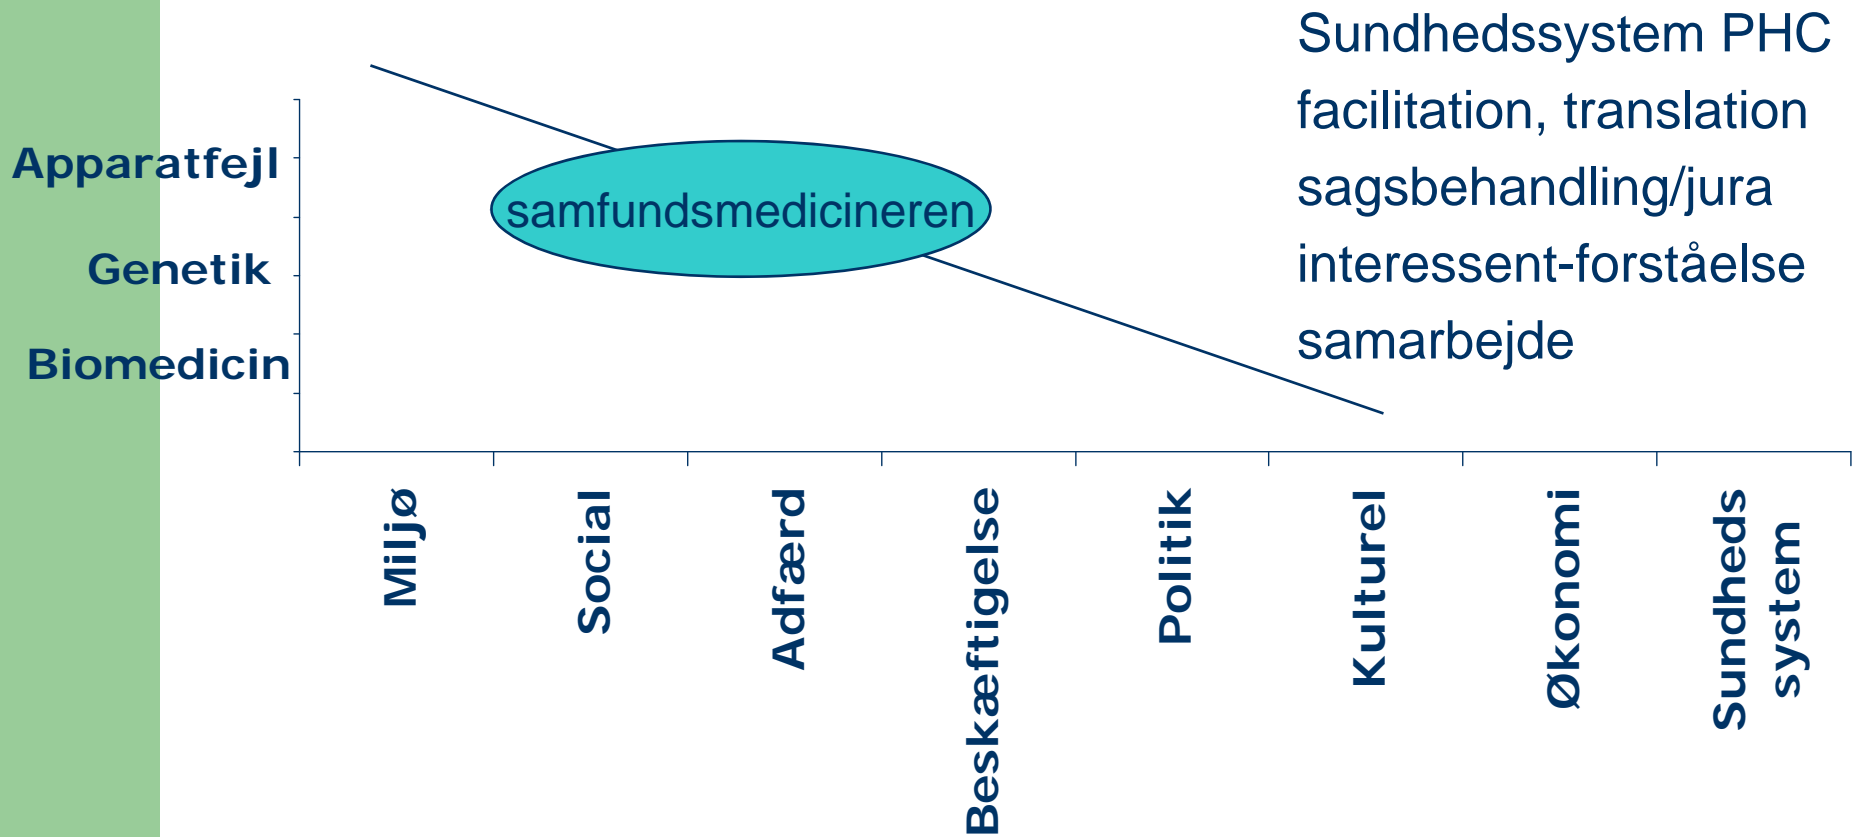 Sundhedssystem PHC
facilitation, translation
sagsbehandling/jura
interessent-forståelse
samarbejde
Apparatfejl
Genetik
Biomedicin
samfundsmedicineren
Miljø
Social
Adfærd
Beskæftigelse
Politik
Kulturel
Økonomi
Sundheds
system